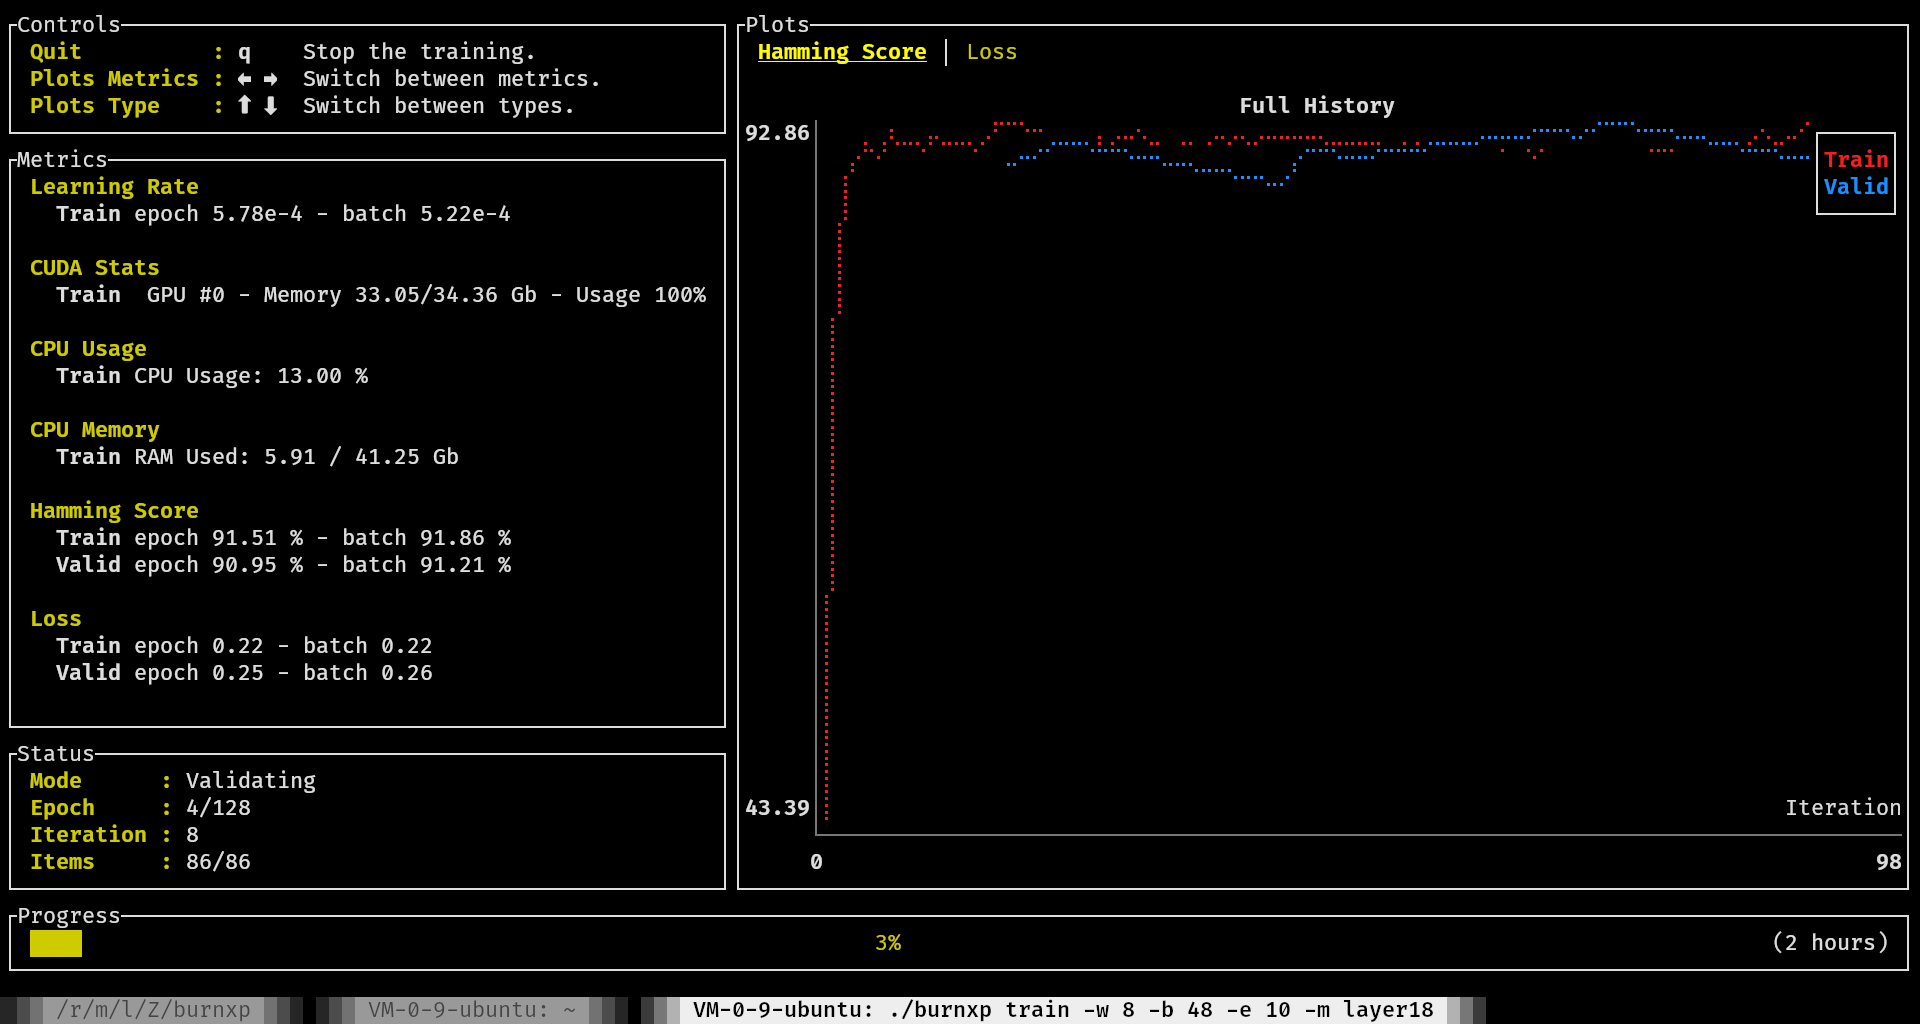 Controls
Quit : q Stop the training.
Plots Metrics : ← → Switch between metrics.
Plots Type : ↑ ↓ Switch between types.
Metrics
Learning Rate
Train epoch 5.78e-4 - batch 5.22e-4
CUDA Stats
Train GPU #0 - Memory 33.05/34.36 Gb - Usage 100%
CPU Usage
Train CPU Usage: 13.00 %
CPU Memory
Train RAM Used: 5.91 / 41.25 Gb
Hamming Score
Train epoch 91.51 % - batch 91.86 %
Valid epoch 90.95 % - batch 91.21 %
Loss
Train epoch 0.22 - batch 0.22
Valid epoch 0.25 - batch 0.26
Status
Mode : Validating
Epoch : 4/128
Iteration : 8
Items : 86/86
Plots
Hamming Score | Loss
Full History
92.86
Train
Valid
43.39
Iteration
0 98
Progress
3% (2 hours)
/r/m/l/Z/burnxp VM-0-9-ubuntu: ~ VM-0-9-ubuntu: ./burnxp train -w 8 -b 48 -e 10 -m layer18